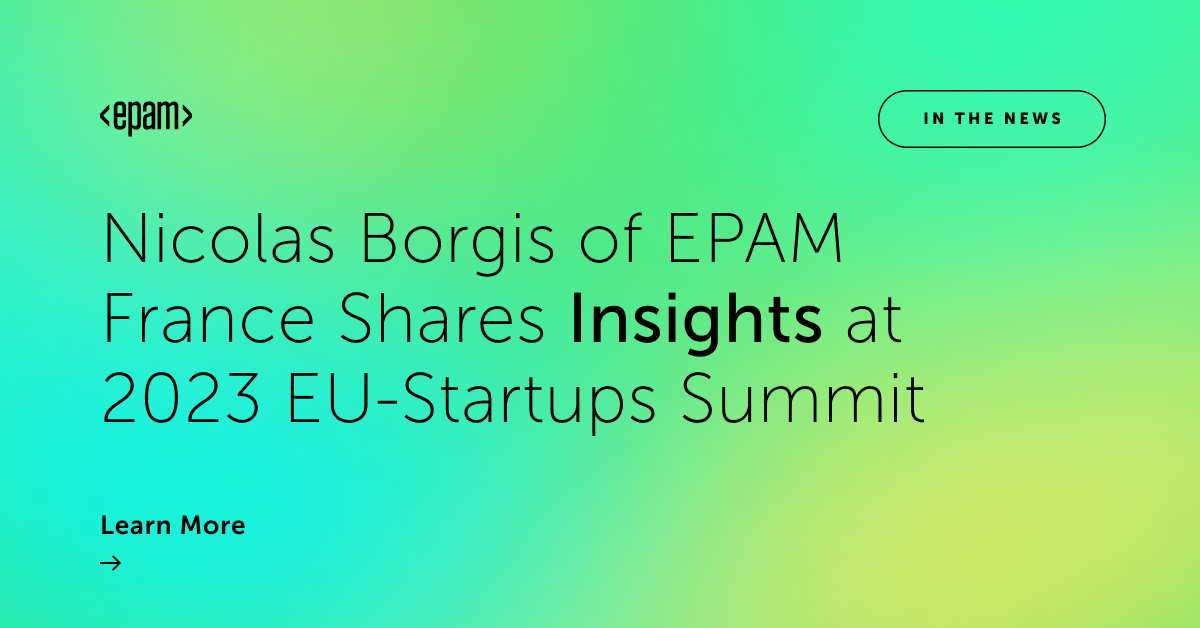 <epam>
IN THE NEWS
Nicolas Borgis of EPAM
France Shares Insights at
2023 EU-Startups Summit
Learn More
→